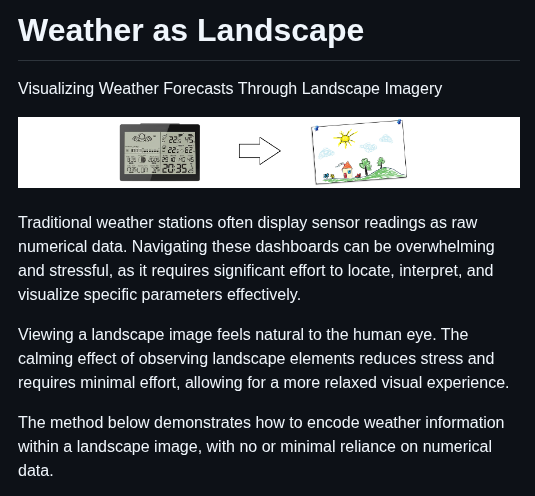 Weather as Landscape
Visualizing Weather Forecasts Through Landscape Imagery
20:35
Traditional weather stations often display sensor readings as raw
numerical data. Navigating these dashboards can be overwhelming
and stressful, as it requires significant effort to locate, interpret, and
visualize specific parameters effectively.
Viewing a landscape image feels natural to the human eye. The
calming effect of observing landscape elements reduces stress and
requires minimal effort, allowing for a more relaxed visual experience.
The method below demonstrates how to encode weather information
within a landscape image, with no or minimal reliance on numerical
data.